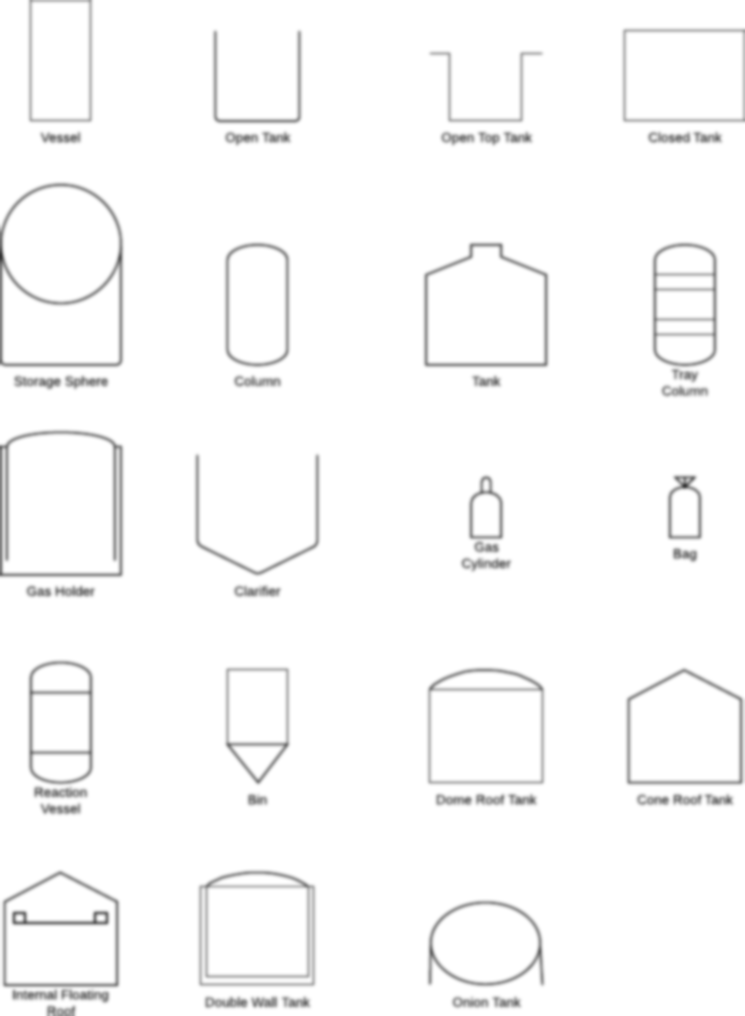 Vessel
Open Tank
Open Top Tank
Closed Tank
Storage Sphere
Column
Tank
Tray
Column
Gas Holder
Clarifier
Gas
Cylinder
Bag
Reaction
Vessel
Bin
Dome Roof Tank
Cone Roof Tank
Internal Floating
Roof
Double Wall Tank
Onion Tank